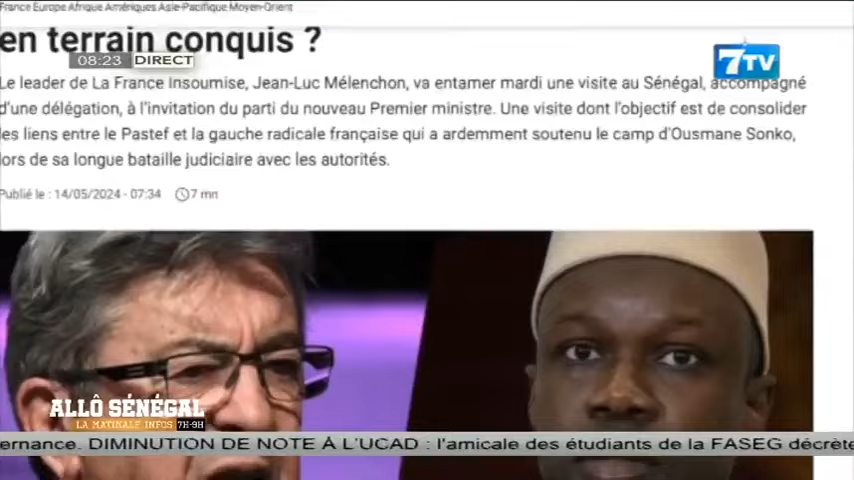 France Europe Afrique Amériques Asie-Pacifique Moyen-Orient
en terrain conquis ?
08:23 DIRECT
7TV
Le leader de La France Insoumise, Jean-Luc Mélenchon, va entamer mardi une visite au Sénégal, accompagné
d'une délégation, à l'invitation du parti du nouveau Premier ministre. Une visite dont l'objectif est de consolider
les liens entre le Pastef et la gauche radicale française qui a ardemment soutenu le camp d'Ousmane Sonko,
lors de sa longue bataille judiciaire avec les autorités.
Publié le : 14/05/2024 - 07:34 7 mn
ALLÔ SÉNÉGAL
LA MATINALE INFOS 7H-9H
ernance. DIMINUTION DE NOTE À L'UCAD : l'amicale des étudiants de la FASEG décrète